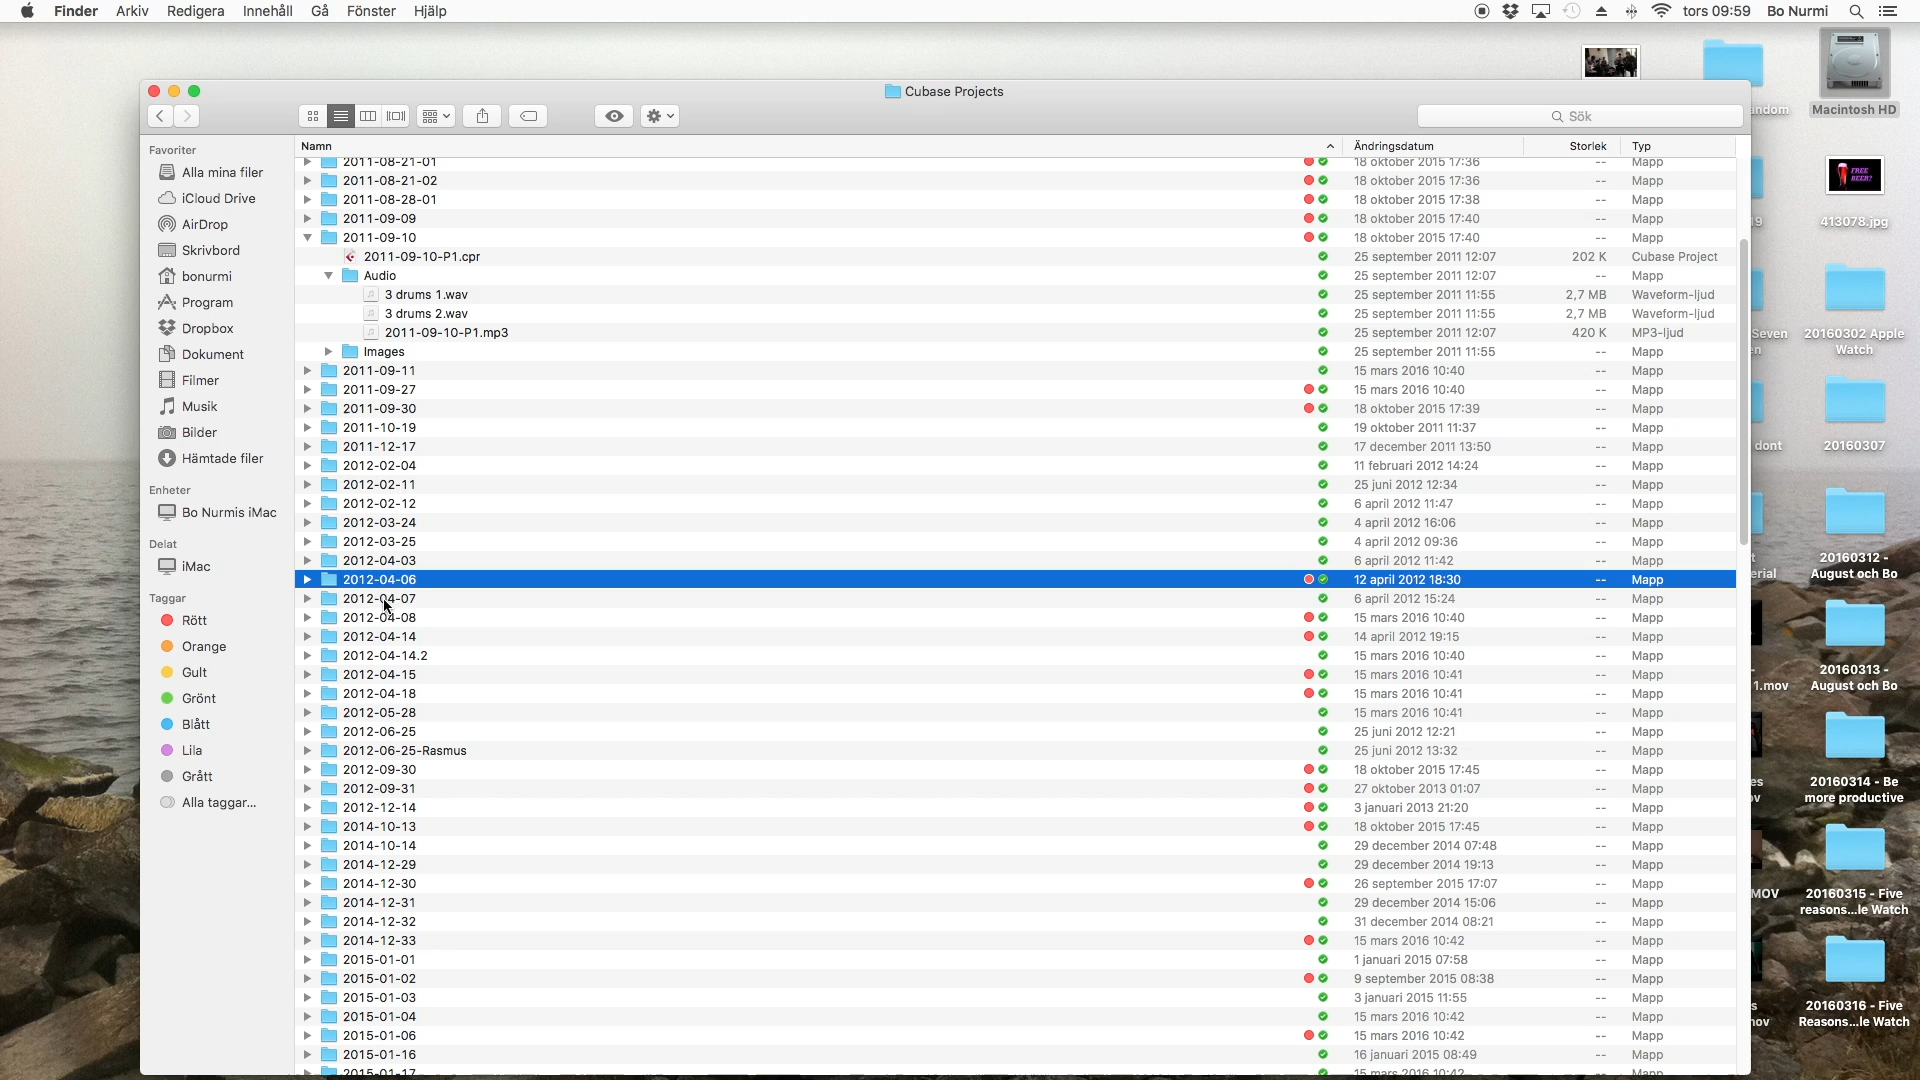 Finder Arkiv Redigera Innehåll Gå Fönster Hjälp tors 09:59 Bo Nurmi
Cubase Projects
Sök
Macintosh HD
413078.jpg
20160302 Apple
Watch
20160307
20160312 -
August och Bo
20160313 -
August och Bo
20160314 - Be
more productive
20160315 - Five
reasons...le Watch
20160316 - Five
Reasons...le Watch
ndom
19
Seven
en
dont
t
erial
-
1.mov
es
ov
MOV
s
nov
Favoriter
Alla mina filer
iCloud Drive
AirDrop
Skrivbord
bonurmi
Program
Dropbox
Dokument
Filmer
Musik
Bilder
Hämtade filer
Enheter
Bo Nurmis iMac
Delat
iMac
Taggar
Rött
Orange
Gult
Grönt
Blått
Lila
Grått
Alla taggar...
Namn Ändringsdatum Storlek Typ
2011-08-21-01 18 oktober 2015 17:36 -- Mapp
2011-08-21-02 18 oktober 2015 17:36 -- Mapp
2011-08-28-01 18 oktober 2015 17:38 -- Mapp
2011-09-09 18 oktober 2015 17:40 -- Mapp
2011-09-10 18 oktober 2015 17:40 -- Mapp
2011-09-10-P1.cpr 25 september 2011 12:07 202 K Cubase Project
Audio 25 september 2011 12:07 -- Mapp
3 drums 1.wav 25 september 2011 11:55 2,7 MB Waveform-ljud
3 drums 2.wav 25 september 2011 11:55 2,7 MB Waveform-ljud
2011-09-10-P1.mp3 25 september 2011 12:07 420 K MP3-ljud
Images 25 september 2011 11:55 -- Mapp
2011-09-11 15 mars 2016 10:40 -- Mapp
2011-09-27 15 mars 2016 10:40 -- Mapp
2011-09-30 18 oktober 2015 17:39 -- Mapp
2011-10-19 19 oktober 2011 11:37 -- Mapp
2011-12-17 17 december 2011 13:50 -- Mapp
2012-02-04 11 februari 2012 14:24 -- Mapp
2012-02-11 25 juni 2012 12:34 -- Mapp
2012-02-12 6 april 2012 11:47 -- Mapp
2012-03-24 4 april 2012 16:06 -- Mapp
2012-03-25 4 april 2012 09:36 -- Mapp
2012-04-03 6 april 2012 11:42 -- Mapp
2012-04-06 12 april 2012 18:30 -- Mapp
2012-04-07 6 april 2012 15:24 -- Mapp
2012-04-08 15 mars 2016 10:40 -- Mapp
2012-04-14 14 april 2012 19:15 -- Mapp
2012-04-14.2 15 mars 2016 10:40 -- Mapp
2012-04-15 15 mars 2016 10:41 -- Mapp
2012-04-18 15 mars 2016 10:41 -- Mapp
2012-05-28 15 mars 2016 10:41 -- Mapp
2012-06-25 25 juni 2012 12:21 -- Mapp
2012-06-25-Rasmus 25 juni 2012 13:32 -- Mapp
2012-09-30 18 oktober 2015 17:45 -- Mapp
2012-09-31 27 oktober 2013 01:07 -- Mapp
2012-12-14 3 januari 2013 21:20 -- Mapp
2014-10-13 18 oktober 2015 17:45 -- Mapp
2014-10-14 29 december 2014 07:48 -- Mapp
2014-12-29 29 december 2014 19:13 -- Mapp
2014-12-30 26 september 2015 17:07 -- Mapp
2014-12-31 29 december 2014 15:06 -- Mapp
2014-12-32 31 december 2014 08:21 -- Mapp
2014-12-33 15 mars 2016 10:42 -- Mapp
2015-01-01 1 januari 2015 07:58 -- Mapp
2015-01-02 9 september 2015 08:38 -- Mapp
2015-01-03 3 januari 2015 11:55 -- Mapp
2015-01-04 15 mars 2016 10:42 -- Mapp
2015-01-06 15 mars 2016 10:42 -- Mapp
2015-01-16 16 januari 2015 08:49 -- Mapp
2015-01-17 15 mars 2016 10:42 -- Mapp
FREE
BEER?